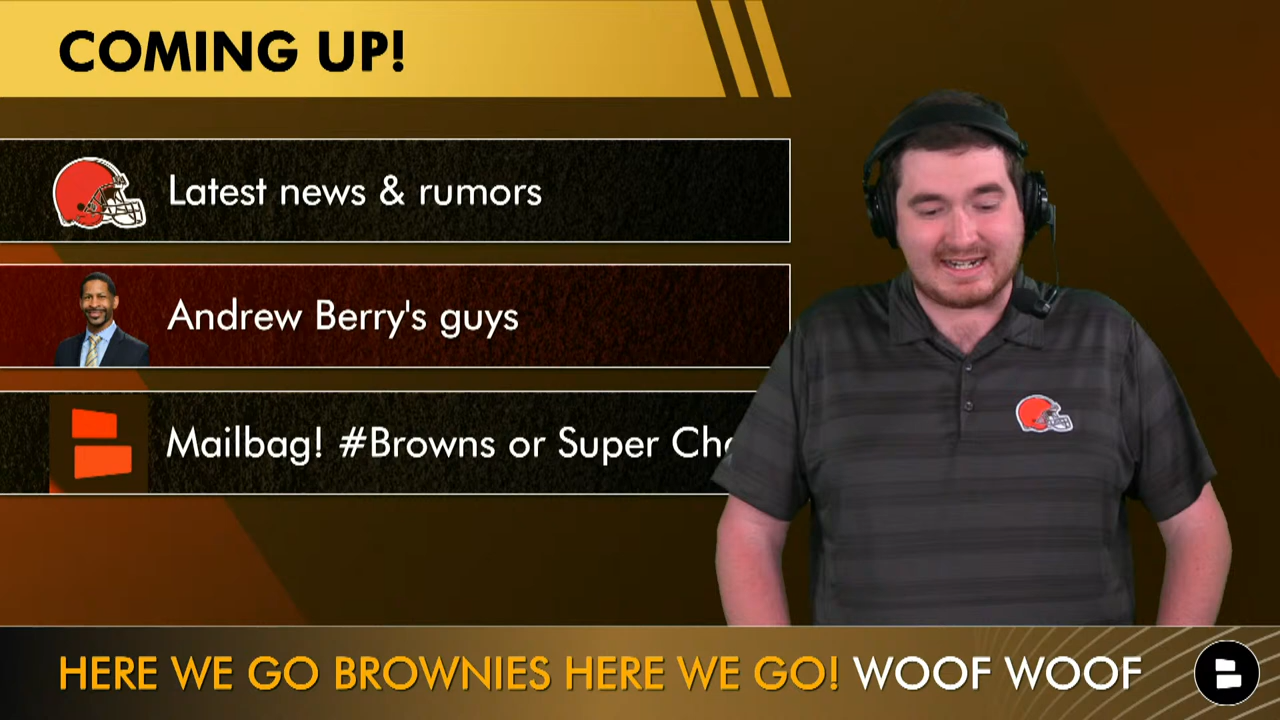 COMING UP!
Latest news & rumors
Andrew Berry's guys
Mailbag! #Browns or Super
HERE WE GO BROWNIES HERE WE GO! WOOF WOOF